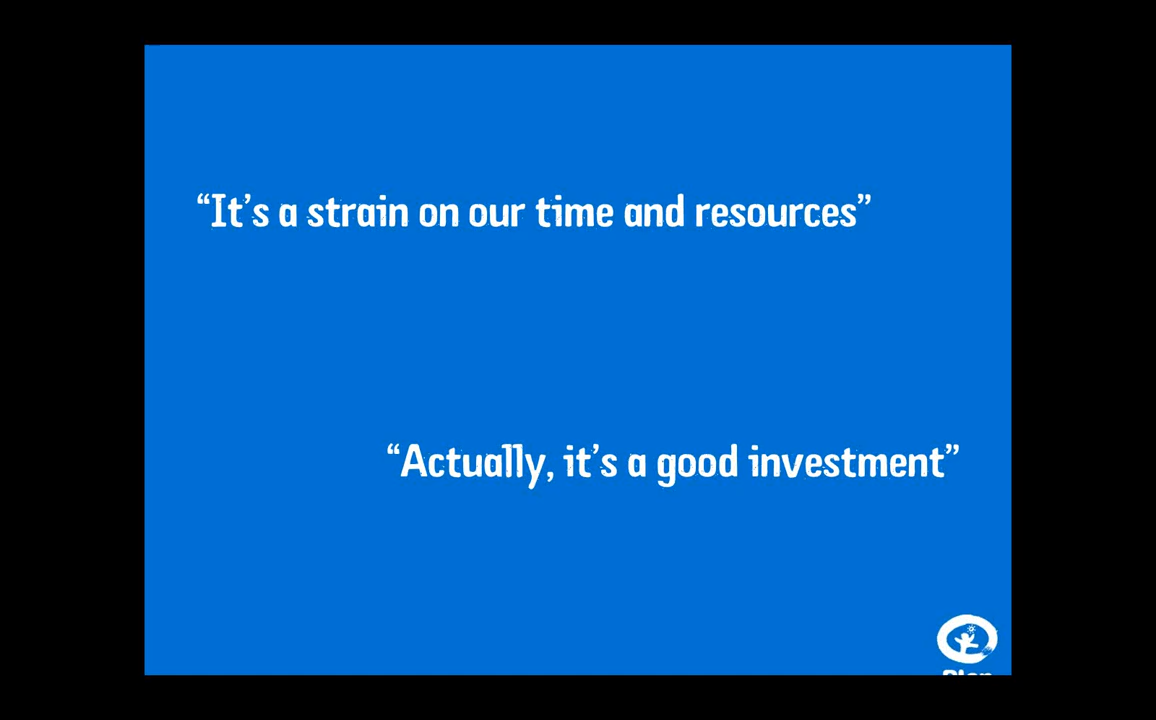 “It’s a strain on our time and resources”
“Actually, it’s a good investment”